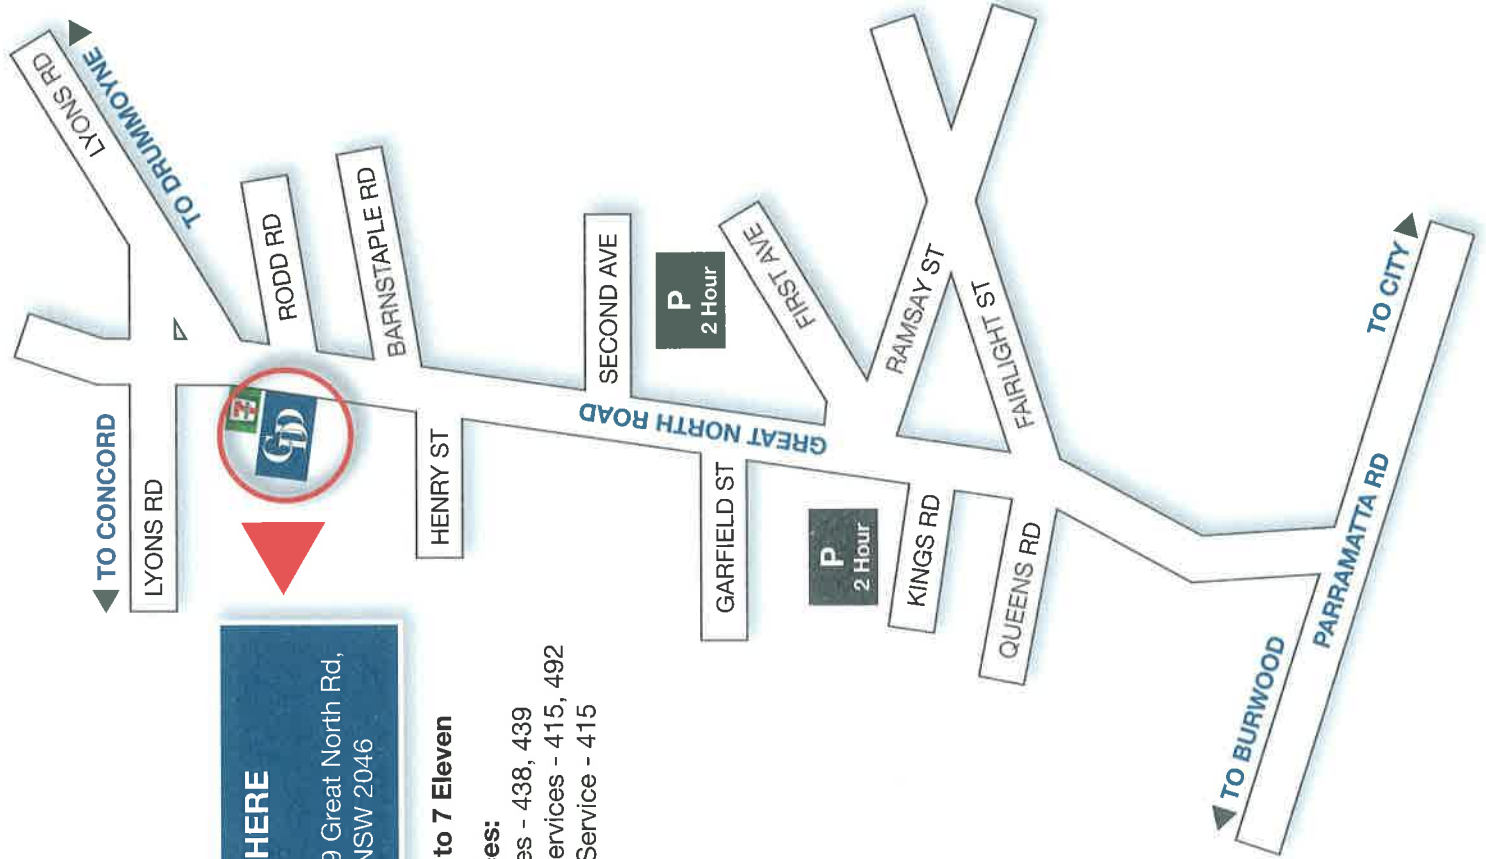 LYONS RD
TO DRUMMOYNE
TO CONCORD
LYONS RD
RODD RD
BARNSTAPLE RD
7
GD
HENRY ST
SECOND AVE
P
2 Hour
FIRST AVE
GREAT NORTH ROAD
RAMSAY ST
FAIRLIGHT ST
GARFIELD ST
P
2 Hour
KINGS RD
QUEENS RD
TO CITY
PARRAMATTA RD
TO BURWOOD
HERE
9 Great North Rd,
NSW 2046
to 7 Eleven
es:
es - 438, 439
ervices - 415, 492
Service - 415